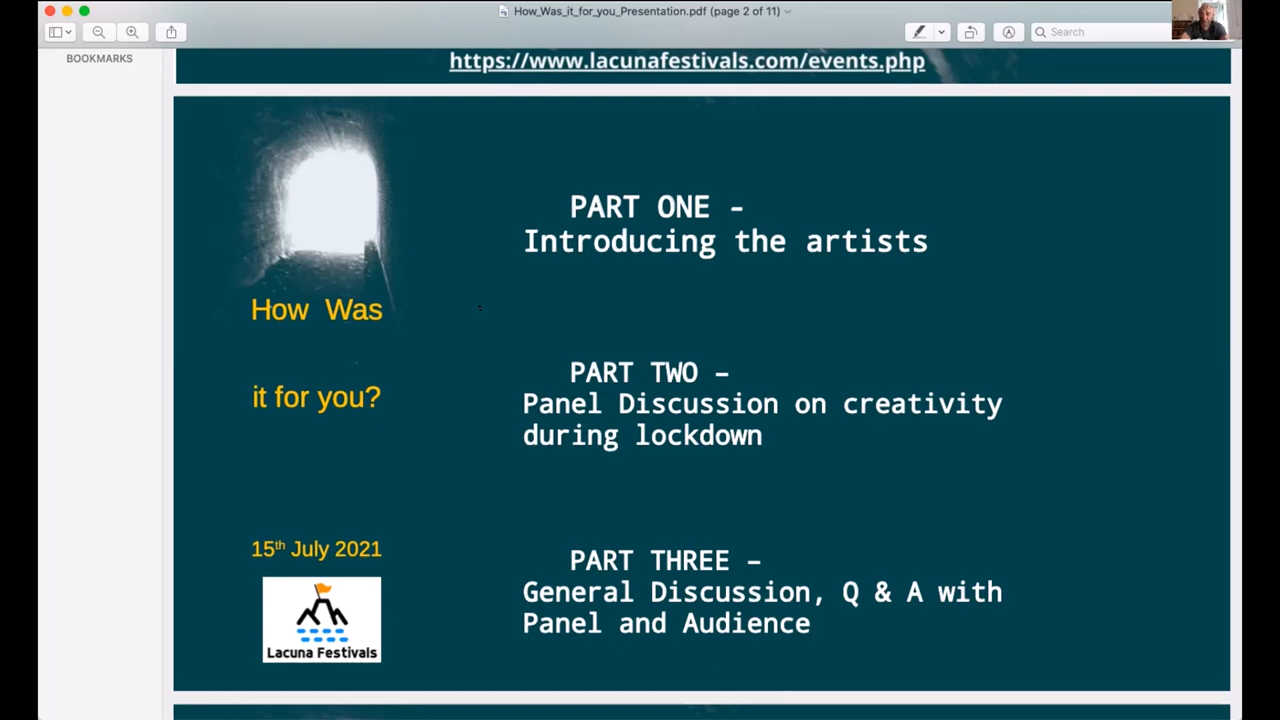 How_Was_it_for_you_Presentation.pdf (page 2 of 11)
Search
BOOKMARKS
https://www.lacunafestivals.com/events.php
PART ONE -
Introducing the artists
How Was
it for you?
PART TWO –
Panel Discussion on creativity
during lockdown
15th July 2021
Lacuna Festivals
PART THREE –
General Discussion, Q & A with
Panel and Audience